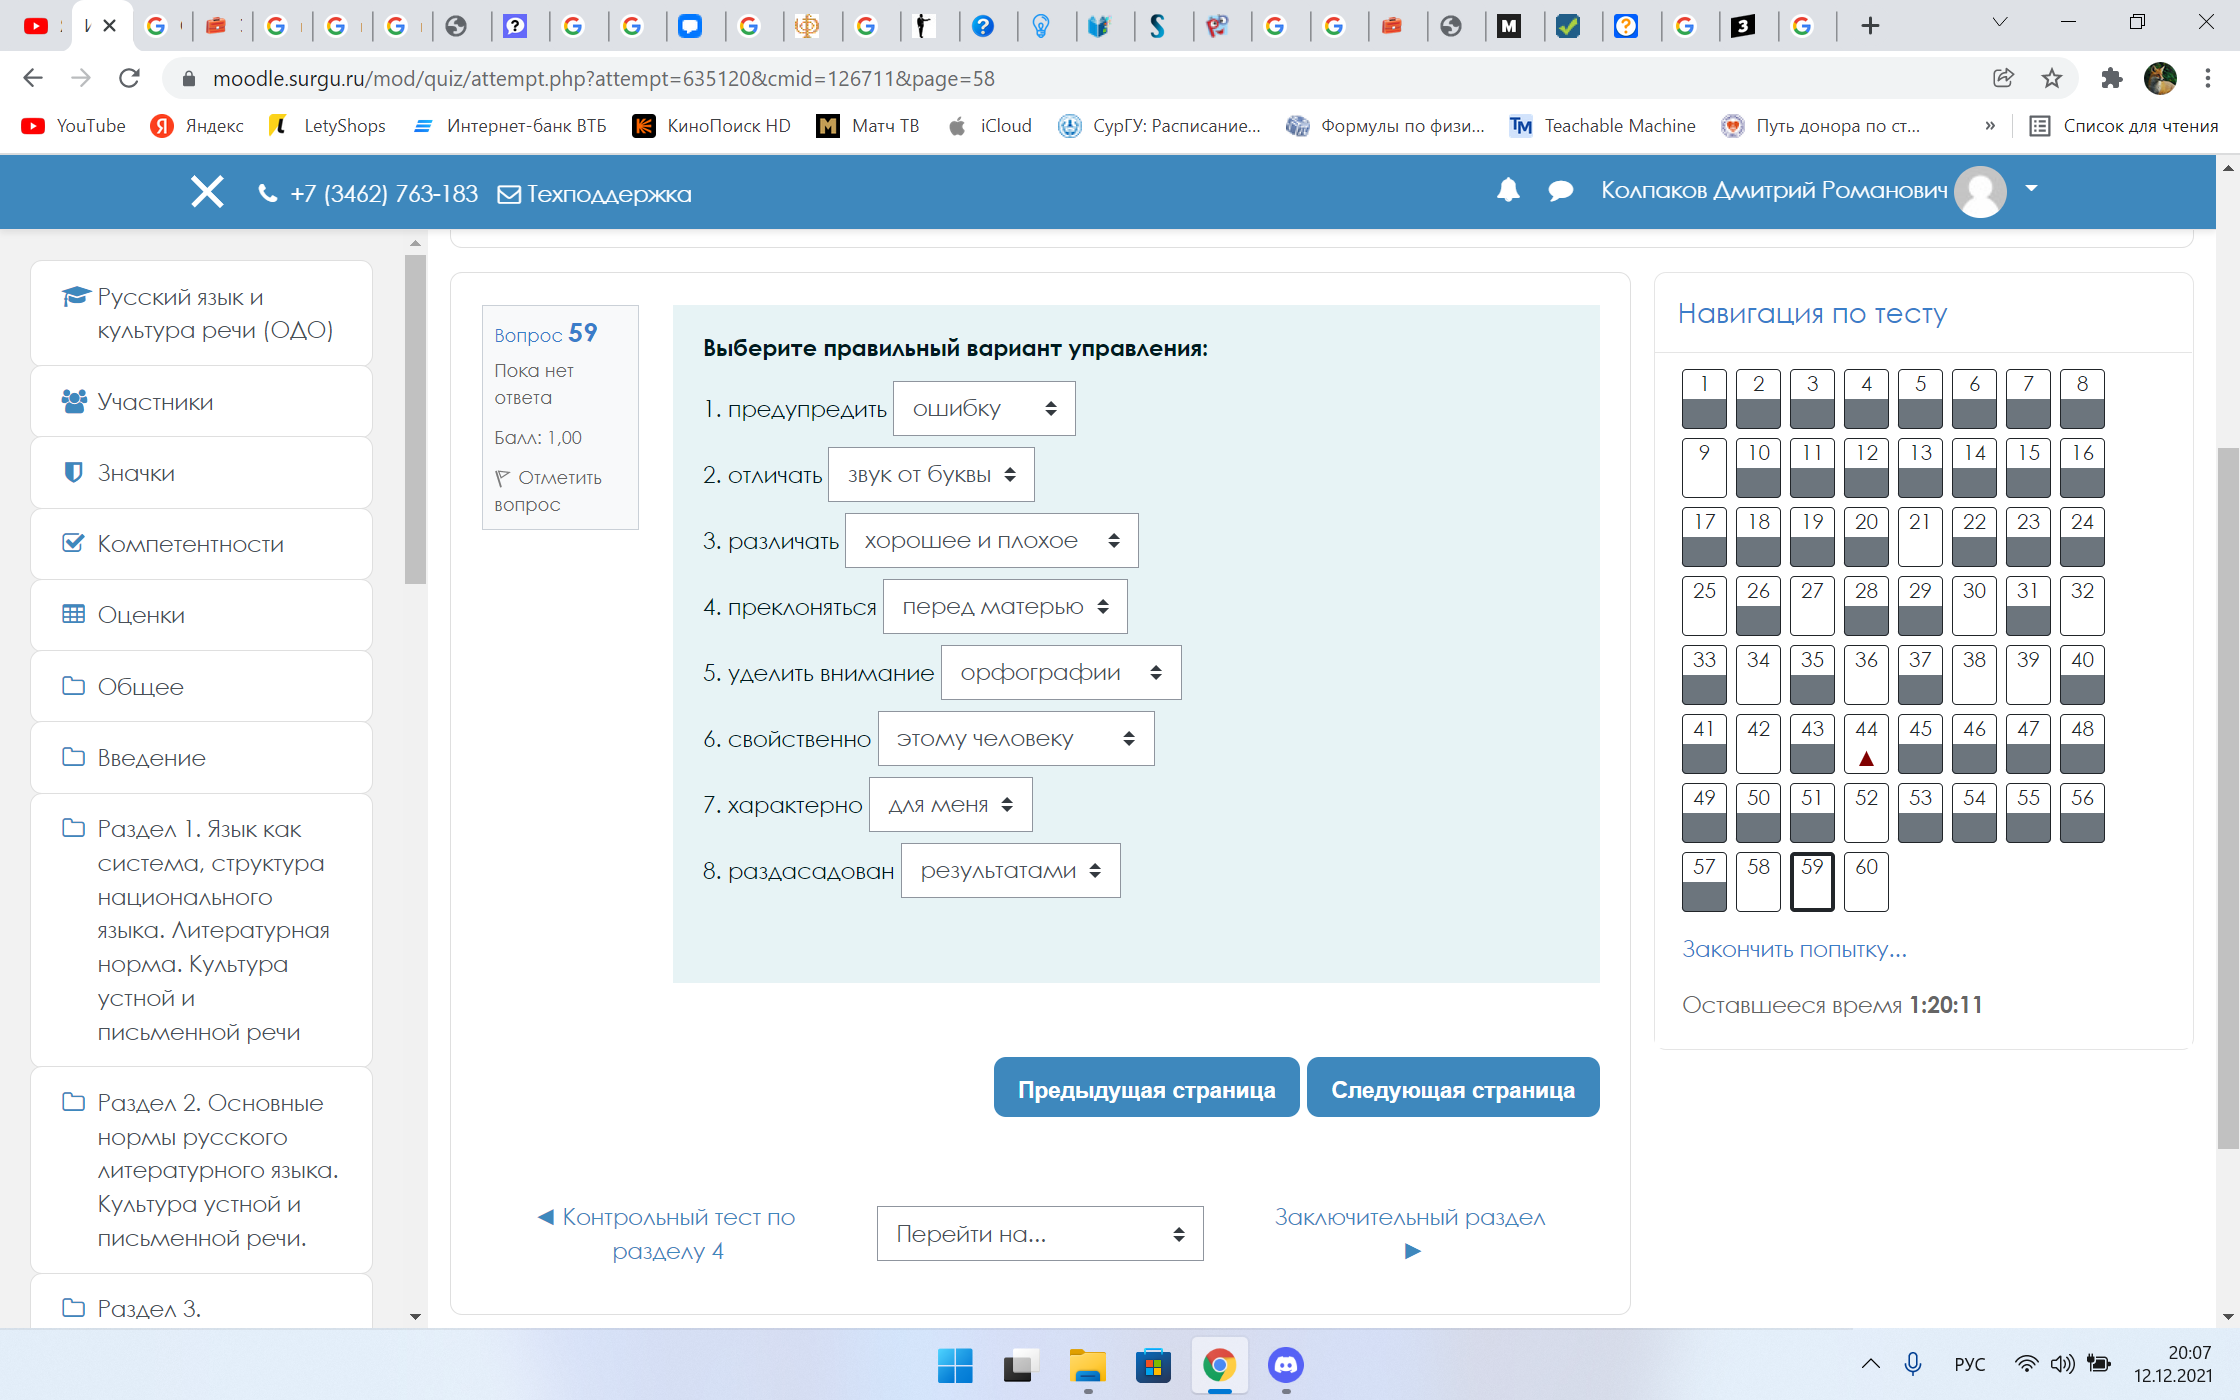 moodle.surgu.ru/mod/quiz/attempt.php?attempt=635120&cmid=126711&page=58
YouTube Яндекс LetyShops Интернет-банк ВТБ КиноПоиск HD Матч ТВ iCloud СурГУ: Расписание... Формулы по физи... Teachable Machine Путь донора по ст... » Список для чтения
+7 (3462) 763-183 Техподдержка Колпаков Дмитрий Романович
Русский язык и
культура речи (ОДО)
Участники
Значки
Компетентности
Оценки
Общее
Введение
Раздел 1. Язык как
система, структура
национального
языка. Литературная
норма. Культура
устной и
письменной речи
Раздел 2. Основные
нормы русского
литературного языка.
Культура устной и
письменной речи.
Раздел 3.
Вопрос 59
Пока нет
ответа
Балл: 1,00
Отметить
вопрос
Выберите правильный вариант управления:
1. предупредить ошибку
2. отличать звук от буквы
3. различать хорошее и плохое
4. преклоняться перед матерью
5. уделить внимание орфографии
6. свойственно этому человеку
7. характерно для меня
8. раздасадован результатами
Предыдущая страница Следующая страница
◄ Контрольный тест по
разделу 4
Перейти на...
Заключительный раздел
►
Навигация по тесту
1 2 3 4 5 6 7 8
9 10 11 12 13 14 15 16
17 18 19 20 21 22 23 24
25 26 27 28 29 30 31 32
33 34 35 36 37 38 39 40
41 42 43 44 45 46 47 48
49 50 51 52 53 54 55 56
57 58 59 60
Закончить попытку...
Оставшееся время 1:20:11
РУС
20:07
12.12.2021